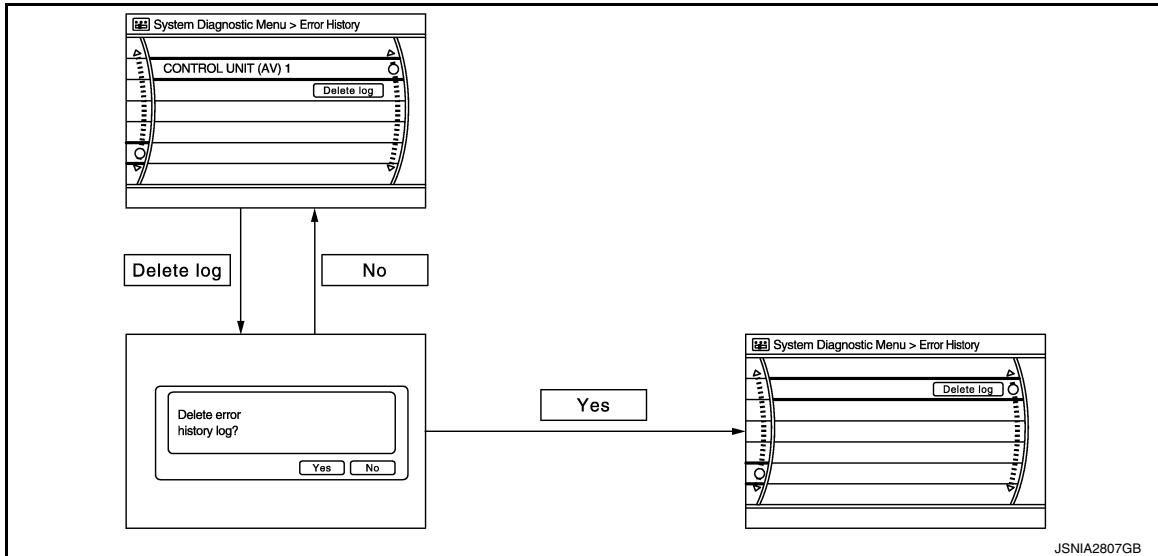 System Diagnostic Menu > Error History
CONTROL UNIT (AV) 1
Delete log
Delete log
No
Delete error
history log?
Yes
No
Yes
System Diagnostic Menu > Error History
Delete log
JSNIA2807GB